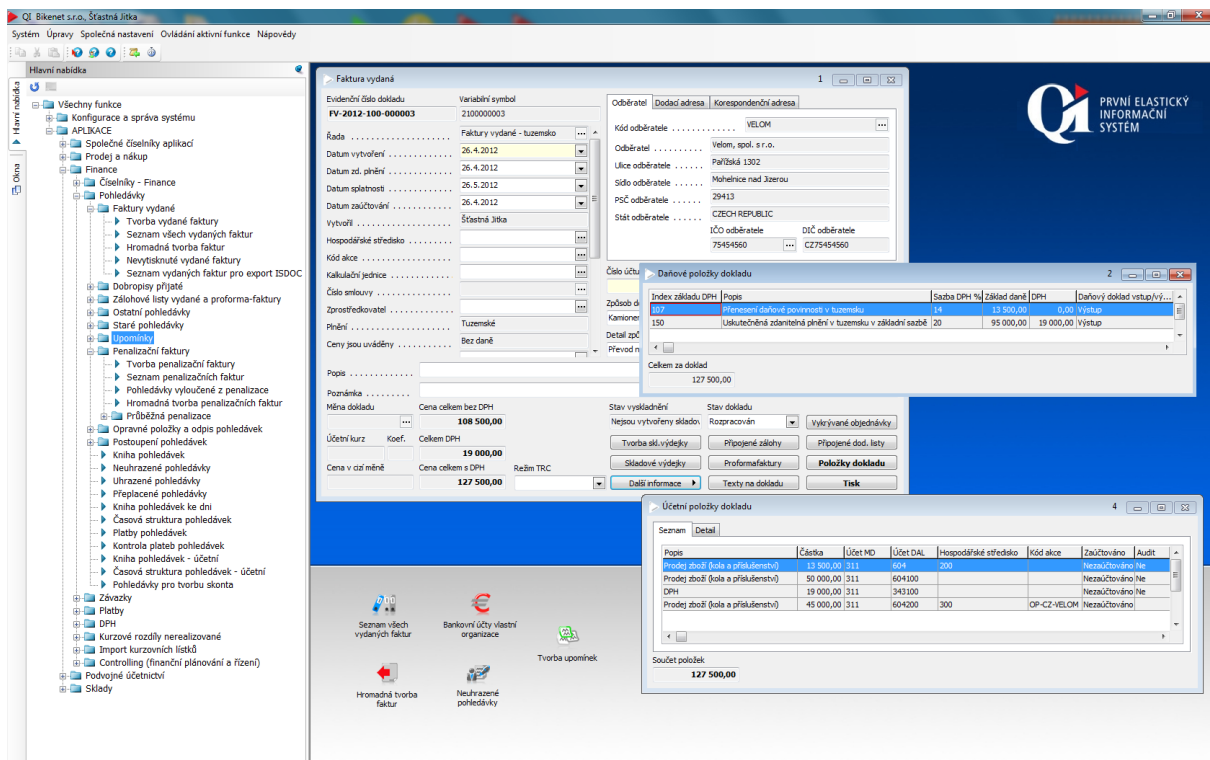 QI Bikenet s.r.o., Šťastná Jitka
Systém Úpravy Společná nastavení Ovládání aktivní funkce Nápovědy
Hlavní nabídka
Hlavní nabídka
Okna
Všechny funkce
Konfigurace a správa systému
APLIKACE
Společné číselníky aplikací
Prodej a nákup
Finance
Číselníky - Finance
Pohledávky
Faktury vydané
Tvorba vydané faktury
Seznam všech vydaných faktur
Hromadná tvorba faktur
Nevytisknuté vydané faktury
Seznam vydaných faktur pro export ISDOC
Dobropisy přijaté
Zálohové listy vydané a proforma-faktury
Ostatní pohledávky
Staré pohledávky
Upomínky
Penalizační faktury
Tvorba penalizační faktury
Seznam penalizačních faktur
Pohledávky vyloučené z penalizace
Hromadná tvorba penalizačních faktur
Průběžná penalizace
Opravné položky a odpis pohledávek
Postoupení pohledávek
Kniha pohledávek
Neuhrazené pohledávky
Uhrazené pohledávky
Přeplacené pohledávky
Kniha pohledávek ke dni
Časová struktura pohledávek
Platby pohledávek
Kontrola plateb pohledávek
Kniha pohledávek - účetní
Časová struktura pohledávek - účetní
Pohledávky pro tvorbu skonta
Závazky
Platby
DPH
Kurzové rozdíly nerealizované
Import kurzovních lístků
Controlling (finanční plánování a řízení)
Podvojné účetnictví
Sklady
Faktura vydaná 1
Evidenční číslo dokladu Variabilní symbol
FV-2012-100-000003 2100000003
Řada Faktury vydané - tuzemsko
Datum vytvoření 26.4.2012
Datum zd. plnění 26.4.2012
Datum splatnosti 26.5.2012
Datum zaúčtování 26.4.2012
Vytvořil Šťastná Jitka
Hospodářské středisko
Kód akce
Kalkulační jednice
Číslo smlouvy
Zprostředkovatel
Plnění Tuzemské
Ceny jsou uváděny Bez daně
Popis
Poznámka
Odběratel Dodací adresa Korespondenční adresa
Kód odběratele VELOM
Odběratel Velom, spol. s r.o.
Ulice odběratele Pařížská 1302
Sídlo odběratele Mohelnice nad Jizerou
PSČ odběratele 29413
Stát odběratele CZECH REPUBLIC
IČO odběratele DIČ odběratele
75454560 CZ75454560
Číslo účtu
Způsob d
Kamionem
Detail způ
Převod n
Měna dokladu Cena celkem bez DPH Stav vyskladnění Stav dokladu
108 500,00 Nejsou vytvořeny skladov Rozpracován Vykrývané objednávky
Účetní kurz Koef. Celkem DPH Tvorba skl.výdejky Připojené zálohy Připojené dod. listy
19 000,00
Cena v cizí měně Cena celkem s DPH Režim TRC Skladové výdejky Proformafaktury Položky dokladu
127 500,00 Další informace Texty na dokladu Tisk
PRVNÍ ELASTICKÝ
INFORMAČNÍ
SYSTÉM
QI
Daňové položky dokladu 2
Index základu DPH Popis Sazba DPH % Základ daně DPH Daňový doklad vstup/vý...
107 Přenesení daňové povinnosti v tuzemsku 14 13 500,00 0,00 Výstup
150 Uskutečněná zdanitelná plnění v tuzemsku v základní sazbě 20 95 000,00 19 000,00 Výstup
Celkem za doklad
127 500,00
Účetní položky dokladu 4
Seznam Detail
Popis Částka Účet MD Účet DAL Hospodářské středisko Kód akce Zaúčtováno Audit
Prodej zboží (kola a příslušenství) 13 500,00 311 604 200 Nezaúčtováno Ne
Prodej zboží (kola a příslušenství) 50 000,00 311 604100 Nezaúčtováno Ne
DPH 19 000,00 311 343100 Nezaúčtováno Ne
Prodej zboží (kola a příslušenství) 45 000,00 311 604200 300 OP-CZ-VELOM Nezaúčtováno
Součet položek
127 500,00
Seznam všech
vydaných faktur
Bankovní účty vlastní
organizace
Tvorba upomínek
Hromadná tvorba
faktur
Neuhrazené
pohledávky